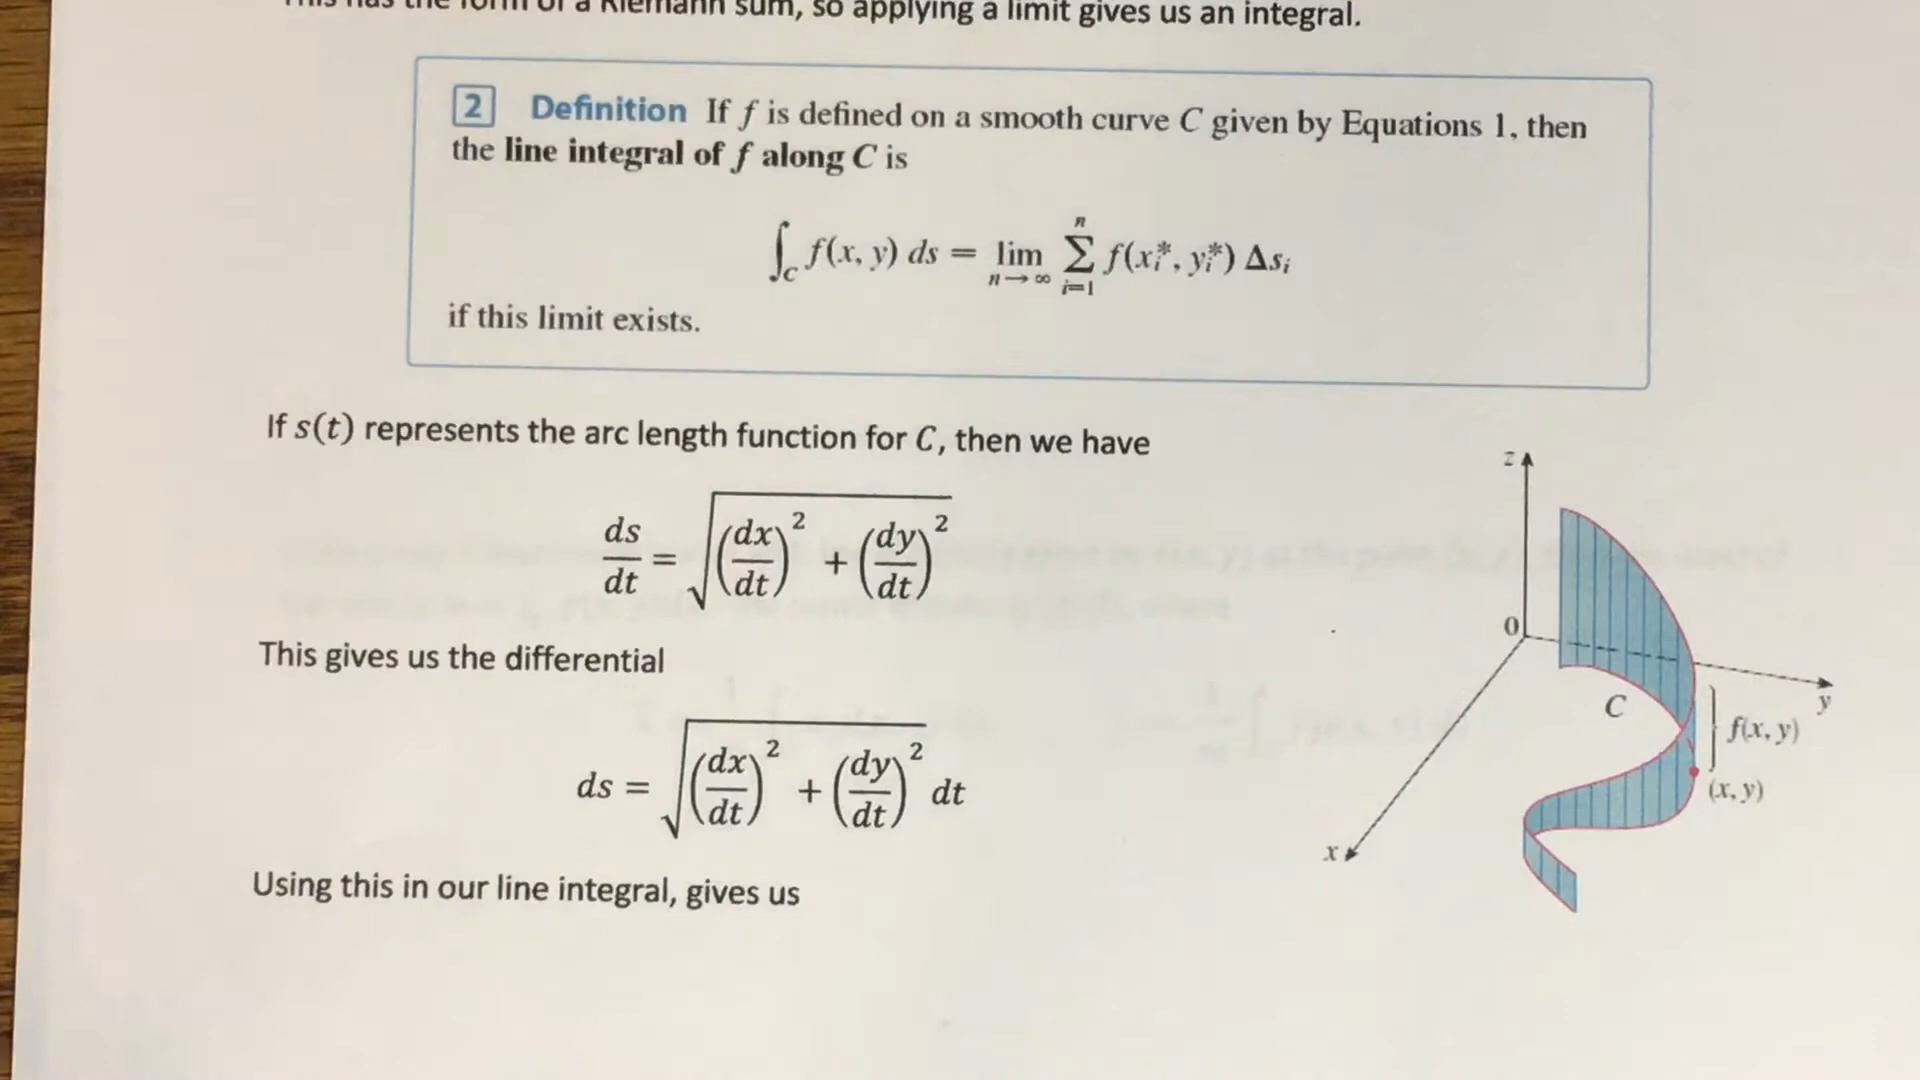 This has the form of a Riemann sum, so applying a limit gives us an integral.
2 Definition If f is defined on a smooth curve C given by Equations 1, then
the line integral of f along C is
∫_C f(x, y) ds = lim_{n→∞} Σ_{i=1}^{n} f(x_i^*, y_i^*) Δs_i
if this limit exists.
If s(t) represents the arc length function for C, then we have
ds/dt = √((dx/dt)² + (dy/dt)²)
This gives us the differential
ds = √((dx/dt)² + (dy/dt)²) dt
Using this in our line integral, gives us
z
0
C
y
f(x, y)
(x, y)
x